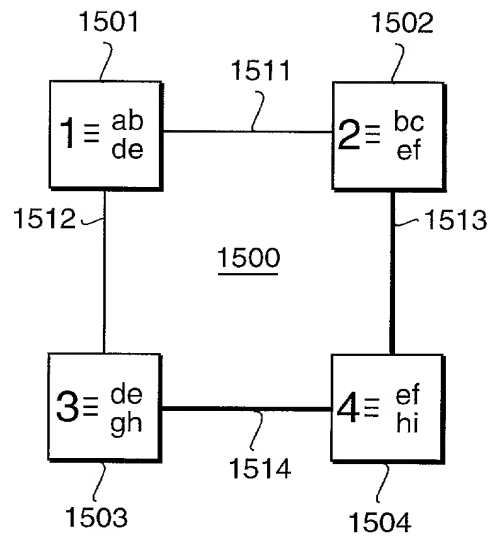 1501
1502
1511
1 ≡ ab
de
2 ≡ bc
ef
1512
1513
1500
3 ≡ de
gh
4 ≡ ef
hi
1514
1503
1504